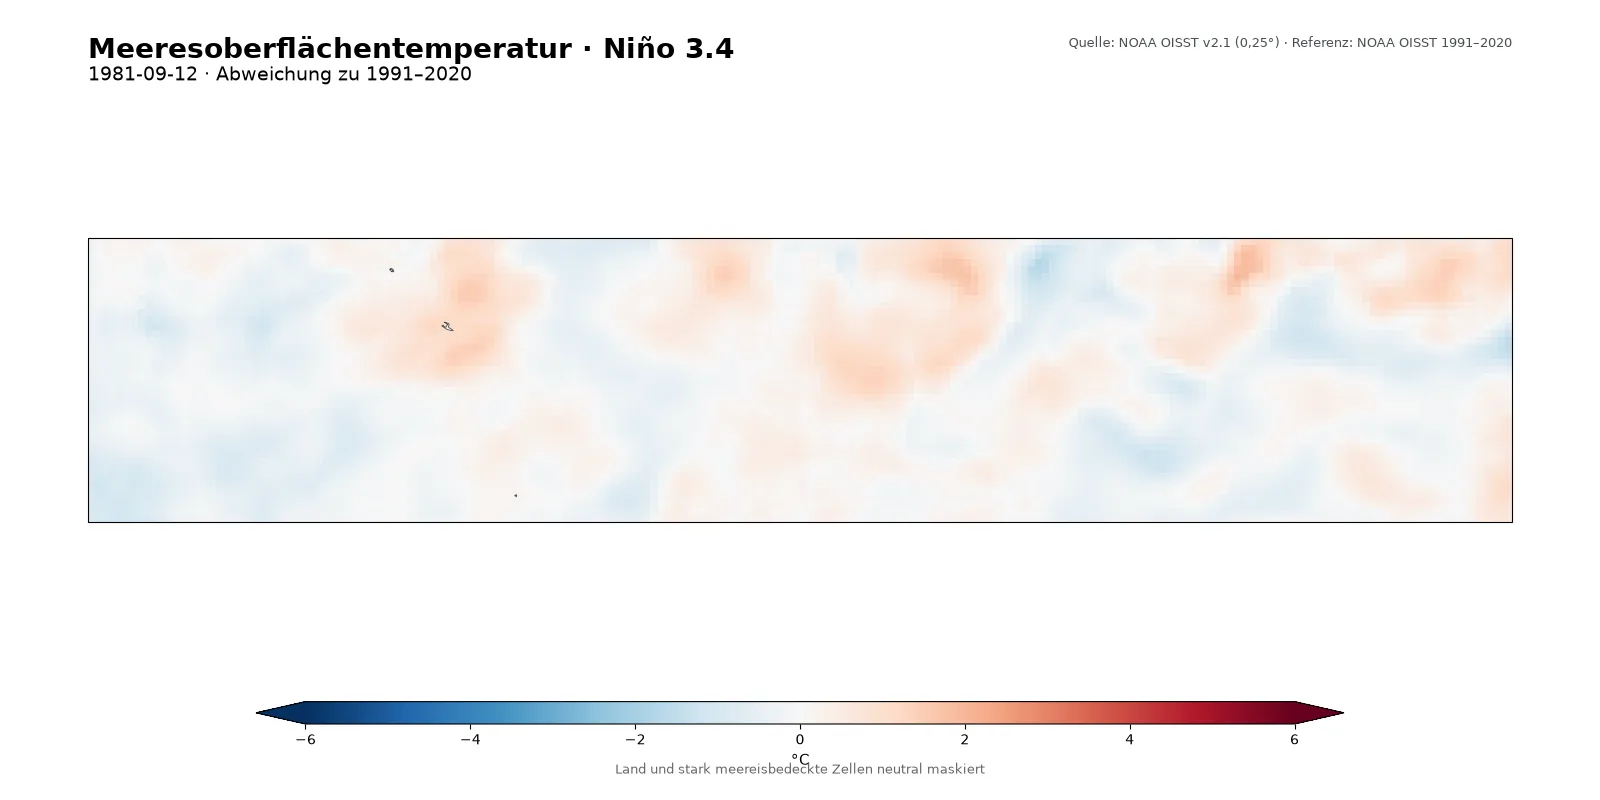 Meeresoberflächentemperatur · Niño 3.4
1981-09-12 · Abweichung zu 1991–2020
Quelle: NOAA OISST v2.1 (0,25°) · Referenz: NOAA OISST 1991–2020
−6 −4 −2 0 2 4 6
°C
Land und stark meereisbedeckte Zellen neutral maskiert